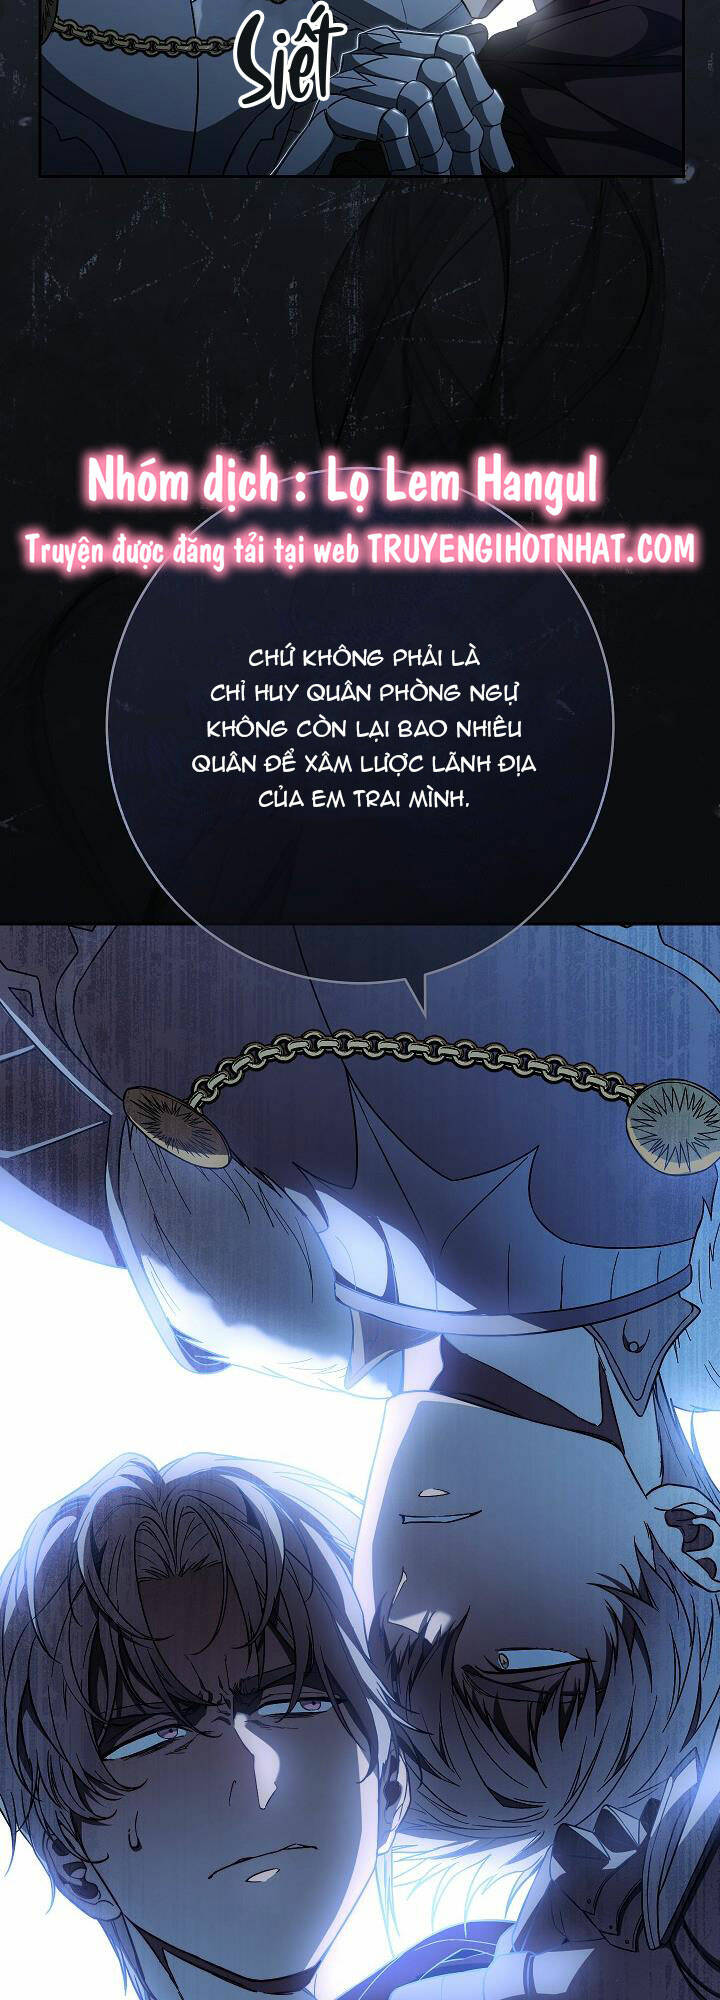 Siết
Nhóm dịch : Lọ Lem Hangul
Truyện được đăng tải tại web TRUYENGIHOTNHAT.COM
CHỨ KHÔNG PHẢI LÀ
CHỈ HUY QUÂN PHÒNG NGỰ
KHÔNG CÒN LẠI BAO NHIÊU
QUÂN ĐỂ XÂM LƯỢC LÃNH ĐỊA
CỦA EM TRAI MÌNH.